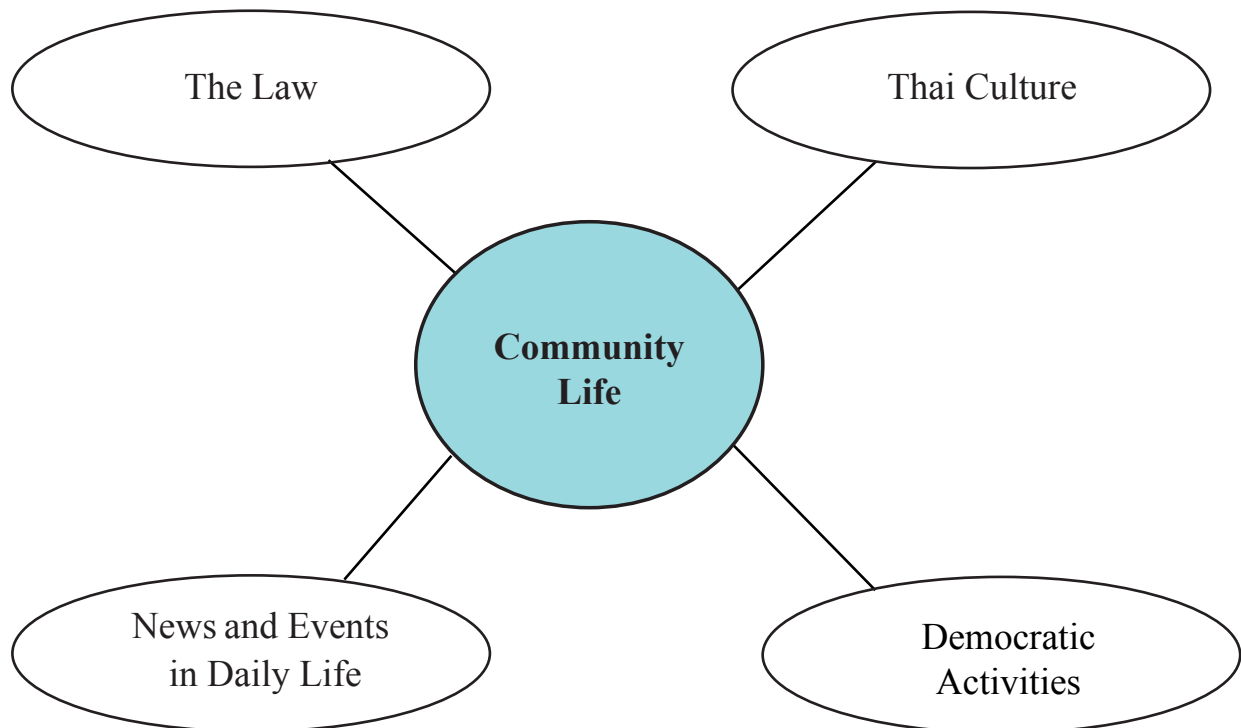 The Law
Thai Culture
Community
Life
News and Events
in Daily Life
Democratic
Activities